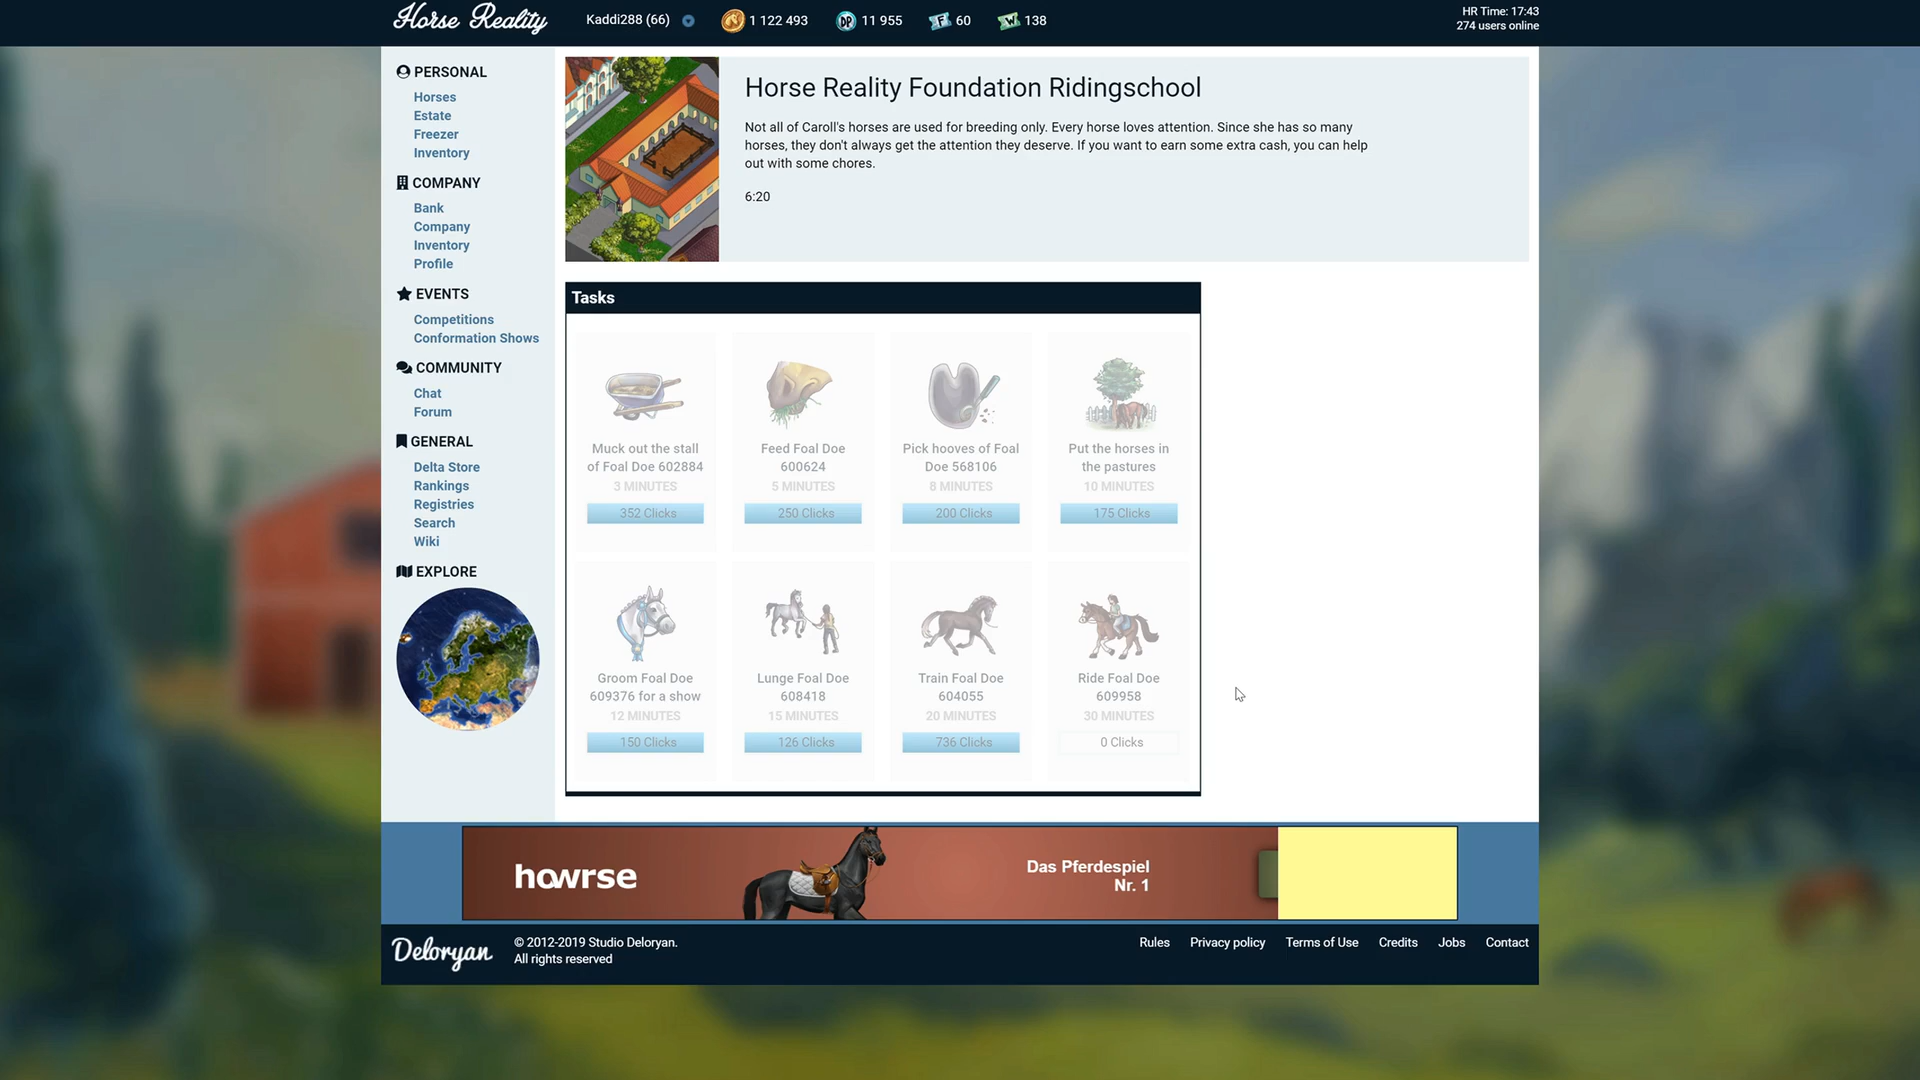 Horse Reality
Kaddi288 (66)
1 122 493
DP
11 955
F
60
W
138
HR Time: 17:43
274 users online
PERSONAL
Horses
Estate
Freezer
Inventory
COMPANY
Bank
Company
Inventory
Profile
EVENTS
Competitions
Conformation Shows
COMMUNITY
Chat
Forum
GENERAL
Delta Store
Rankings
Registries
Search
Wiki
EXPLORE
Horse Reality Foundation Ridingschool
Not all of Caroll's horses are used for breeding only. Every horse loves attention. Since she has so many
horses, they don't always get the attention they deserve. If you want to earn some extra cash, you can help
out with some chores.
6:20
Tasks
Muck out the stall
of Foal Doe 602884
3 MINUTES
352 Clicks
Feed Foal Doe
600624
5 MINUTES
250 Clicks
Pick hooves of Foal
Doe 568106
8 MINUTES
200 Clicks
Put the horses in
the pastures
10 MINUTES
175 Clicks
Groom Foal Doe
609376 for a show
12 MINUTES
150 Clicks
Lunge Foal Doe
608418
15 MINUTES
126 Clicks
Train Foal Doe
604055
20 MINUTES
736 Clicks
Ride Foal Doe
609958
30 MINUTES
0 Clicks
howrse
Das Pferdespiel
Nr. 1
Deloryan
© 2012-2019 Studio Deloryan.
All rights reserved
Rules
Privacy policy
Terms of Use
Credits
Jobs
Contact